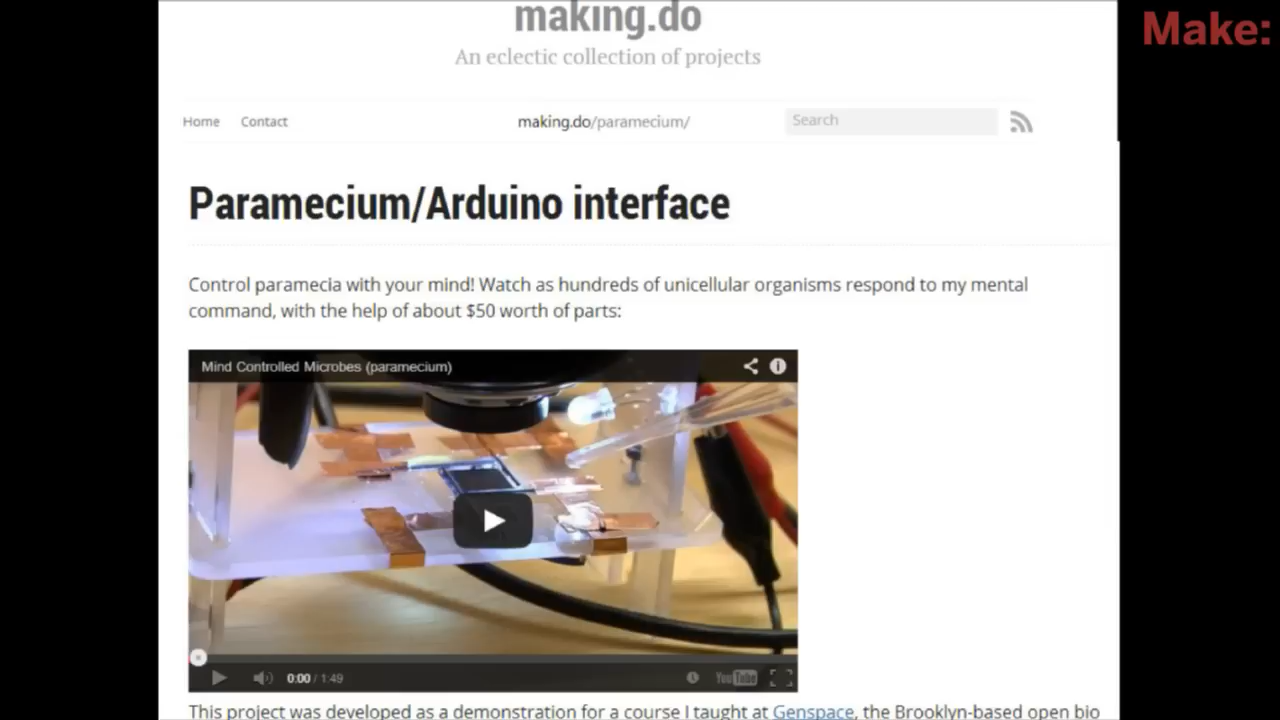 making.do
Make:
An eclectic collection of projects
Home Contact making.do/paramecium/ Search
Paramecium/Arduino interface
Control paramecia with your mind! Watch as hundreds of unicellular organisms respond to my mental
command, with the help of about $50 worth of parts:
Mind Controlled Microbes (paramecium)
0:00 / 1:49 YouTube
This project was developed as a demonstration for a course I taught at Genspace, the Brooklyn-based open bio